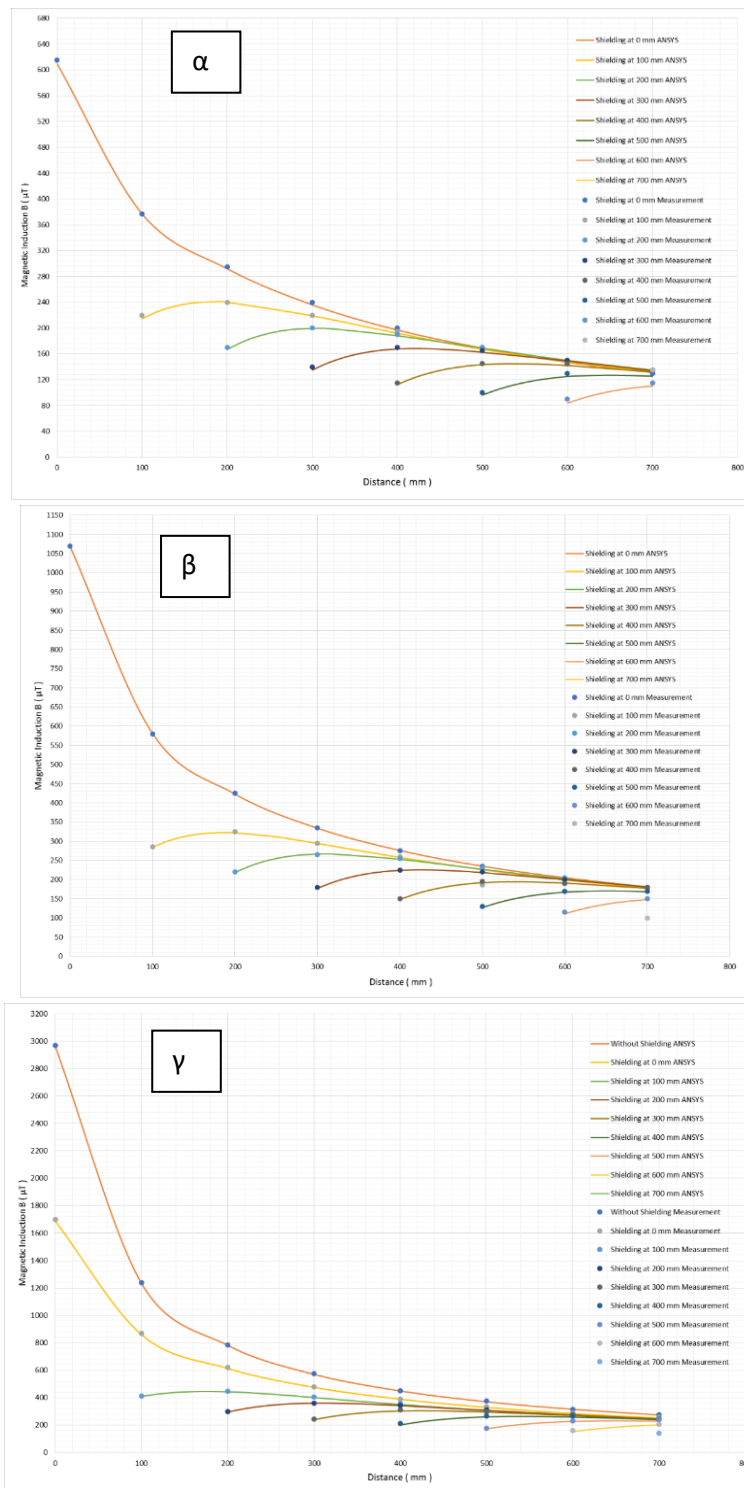 α
680
640
600
560
520
480
440
400
360
320
280
240
200
160
120
80
40
0
Magnetic Induction B ( µT )
0 100 200 300 400 500 600 700 800
Distance ( mm )
Shielding at 0 mm ANSYS
Shielding at 100 mm ANSYS
Shielding at 200 mm ANSYS
Shielding at 300 mm ANSYS
Shielding at 400 mm ANSYS
Shielding at 500 mm ANSYS
Shielding at 600 mm ANSYS
Shielding at 700 mm ANSYS
Shielding at 0 mm Measurement
Shielding at 100 mm Measurement
Shielding at 200 mm Measurement
Shielding at 300 mm Measurement
Shielding at 400 mm Measurement
Shielding at 500 mm Measurement
Shielding at 600 mm Measurement
Shielding at 700 mm Measurement
β
1150
1100
1050
1000
950
900
850
800
750
700
650
600
550
500
450
400
350
300
250
200
150
100
50
0
Magnetic Induction B ( µT )
0 100 200 300 400 500 600 700 800
Distance ( mm )
Shielding at 0 mm ANSYS
Shielding at 100 mm ANSYS
Shielding at 200 mm ANSYS
Shielding at 300 mm ANSYS
Shielding at 400 mm ANSYS
Shielding at 500 mm ANSYS
Shielding at 600 mm ANSYS
Shielding at 700 mm ANSYS
Shielding at 0 mm Measurement
Shielding at 100 mm Measurement
Shielding at 200 mm Measurement
Shielding at 300 mm Measurement
Shielding at 400 mm Measurement
Shielding at 500 mm Measurement
Shielding at 600 mm Measurement
Shielding at 700 mm Measurement
γ
3200
3000
2800
2600
2400
2200
2000
1800
1600
1400
1200
1000
800
600
400
200
0
Magnetic Induction B ( µT )
0 100 200 300 400 500 600 700
Distance ( mm )
Without Shielding ANSYS
Shielding at 0 mm ANSYS
Shielding at 100 mm ANSYS
Shielding at 200 mm ANSYS
Shielding at 300 mm ANSYS
Shielding at 400 mm ANSYS
Shielding at 500 mm ANSYS
Shielding at 600 mm ANSYS
Shielding at 700 mm ANSYS
Without Shielding Measurement
Shielding at 0 mm Measurement
Shielding at 100 mm Measurement
Shielding at 200 mm Measurement
Shielding at 300 mm Measurement
Shielding at 400 mm Measurement
Shielding at 500 mm Measurement
Shielding at 600 mm Measurement
Shielding at 700 mm Measurement